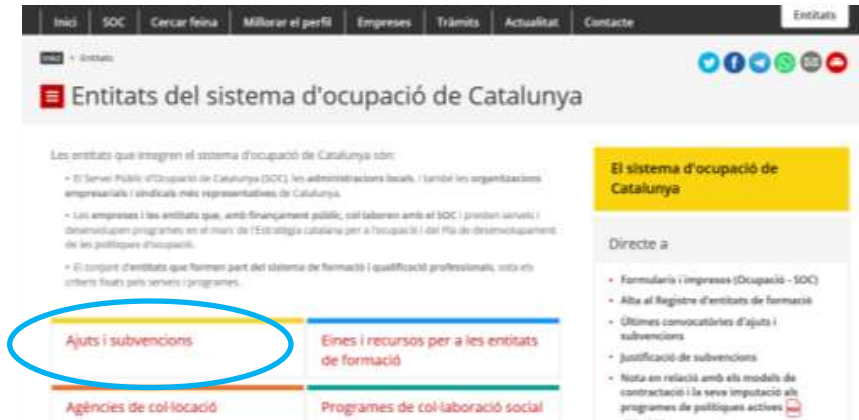 Inici SOC Cercar feina Millorar el perfil Empreses Tràmits Actualitat Contacte Entitats
Inici > Entitats
Entitats del sistema d'ocupació de Catalunya
Les entitats que integren el sistema d'ocupació de Catalunya són:
• El Servei Públic d'Ocupació de Catalunya (SOC), les administracions locals, i també les organitzacions
empresarials i sindicals més representatives de Catalunya.
• Les empreses i les entitats que, amb finançament públic, col·laboren amb el SOC i presten serveis i
desenvolupen programes en el marc de l'Estratègia catalana per a l'ocupació i del Pla de desenvolupament
de les polítiques d'ocupació.
• El conjunt d'entitats que formen part del sistema de formació i qualificació professionals, sota els
criteris fixats pels serveis i programes.
Ajuts i subvencions
Eines i recursos per a les entitats
de formació
Agències de col·locació
Programes de col·laboració social
El sistema d'ocupació de
Catalunya
Directe a
• Formularis i impresos (Ocupació - SOC)
• Alta al Registre d'entitats de formació
• Últimes convocatòries d'ajuts i
subvencions
• Justificació de subvencions
• Nota en relació amb els models de
contractació i la seva imputació als
programes de polítiques actives